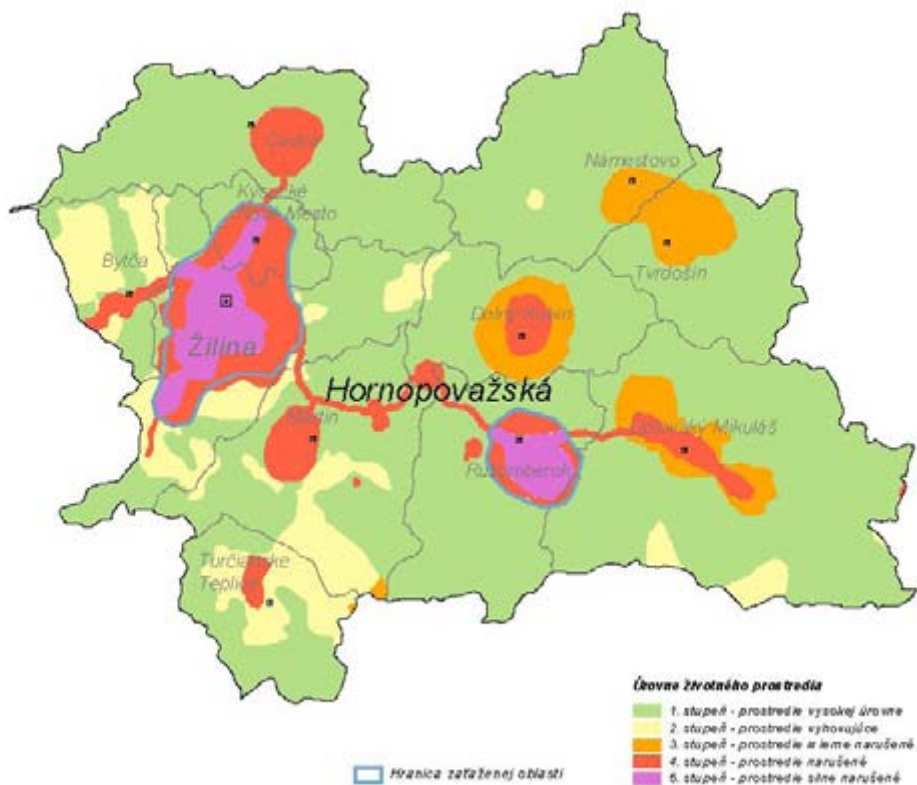 Čadca
Kysucké
Nové Mesto
Námestovo
Bytča
Tvrdošín
Žilina
Dolný Kubín
Hornopovažská
Martin
Liptovský Mikuláš
Ružomberok
Turčianske
Teplice
Úrovne životného prostredia
1. stupeň - prostredie vysokej úrovne
2. stupeň - prostredie vyhovujúce
3. stupeň - prostredie mierne narušené
4. stupeň - prostredie narušené
5. stupeň - prostredie silne narušené
Hranica zaťaženej oblasti